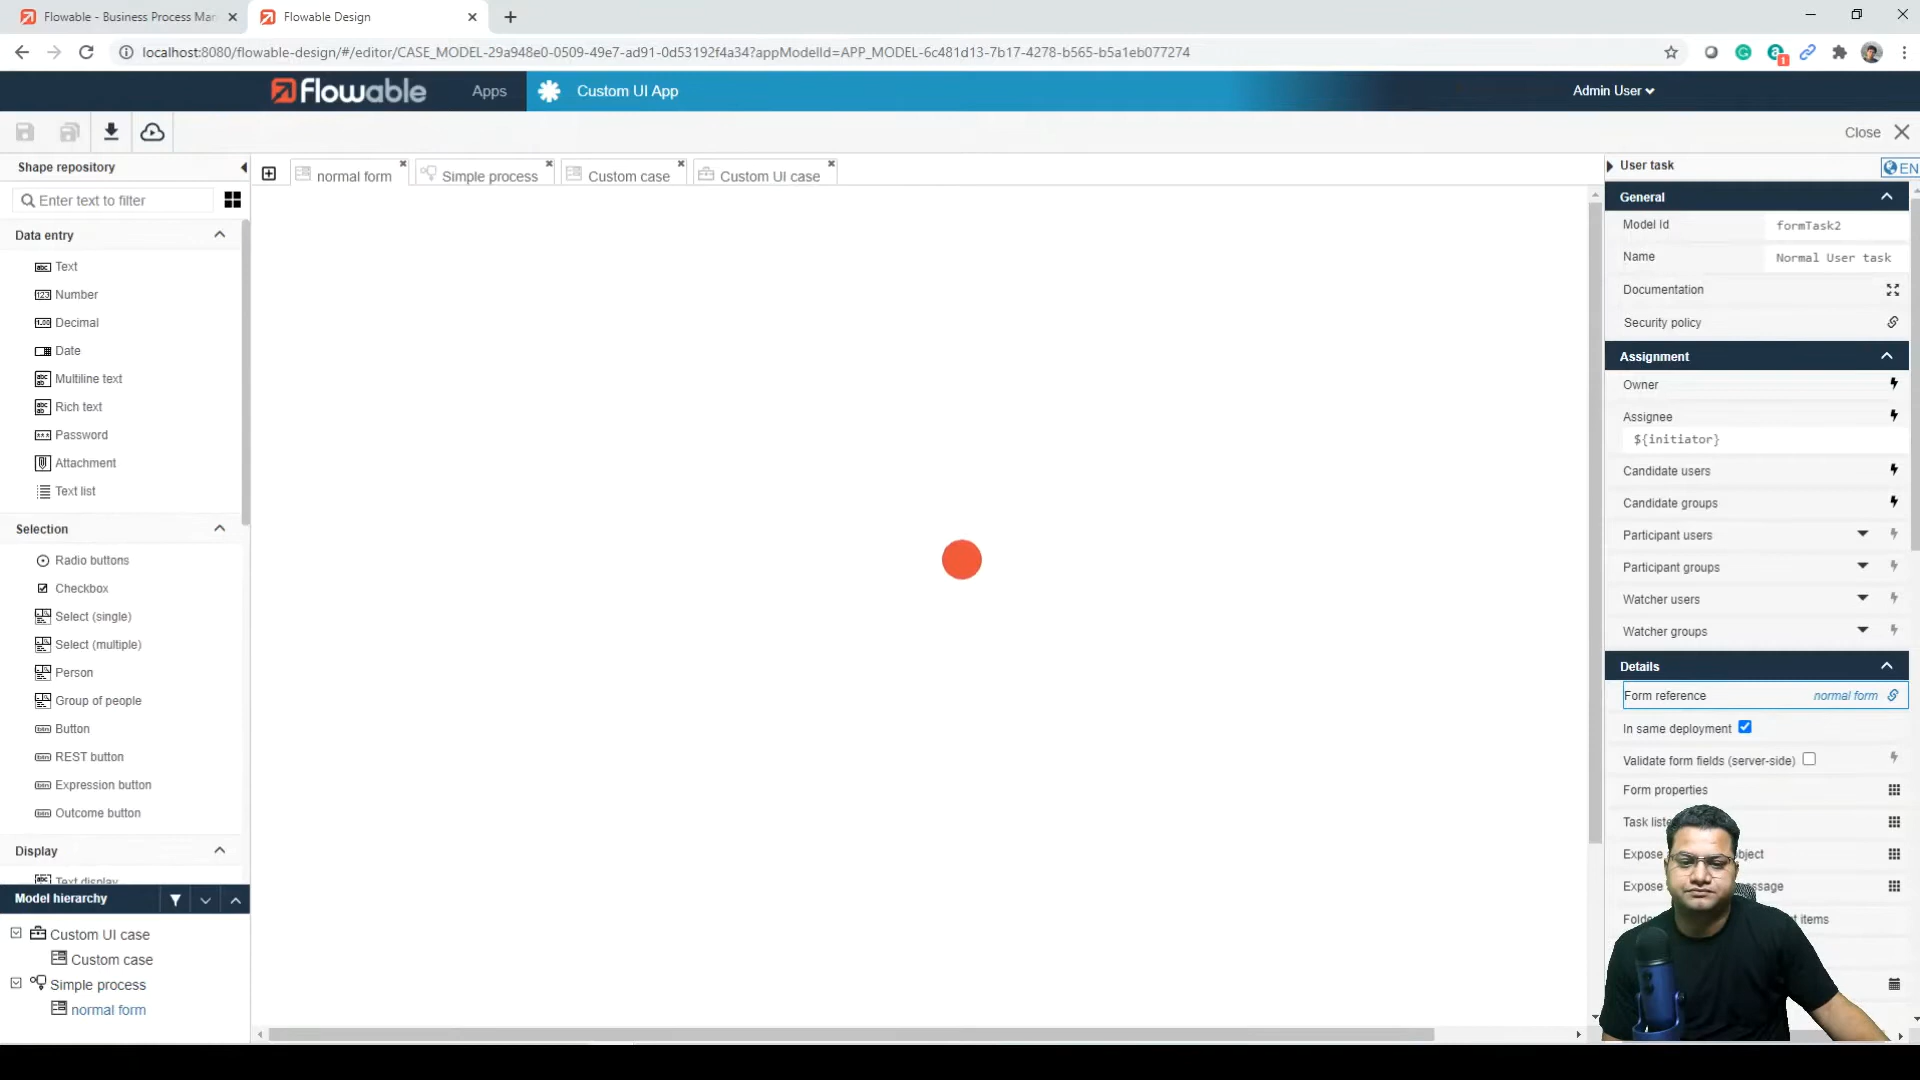 Flowable - Business Process Mar
Flowable Design
localhost:8080/flowable-design/#/editor/CASE_MODEL-29a948e0-0509-49e7-ad91-0d53192f4a34?appModelId=APP_MODEL-6c481d13-7b17-4278-b565-b5a1eb077274
flowable
Apps
Custom UI App
Admin User
Close
Shape repository
Enter text to filter
Data entry
Text
Number
Decimal
Date
Multiline text
Rich text
Password
Attachment
Text list
Selection
Radio buttons
Checkbox
Select (single)
Select (multiple)
Person
Group of people
Button
REST button
Expression button
Outcome button
Display
Text display
Model hierarchy
Custom UI case
Custom case
Simple process
normal form
normal form
Simple process
Custom case
Custom UI case
User task
EN
General
Model Id formTask2
Name Normal User task
Documentation
Security policy
Assignment
Owner
Assignee
${initiator}
Candidate users
Candidate groups
Participant users
Participant groups
Watcher users
Watcher groups
Details
Form reference normal form
In same deployment
Validate form fields (server-side)
Form properties
Task
Expose
Expose
items